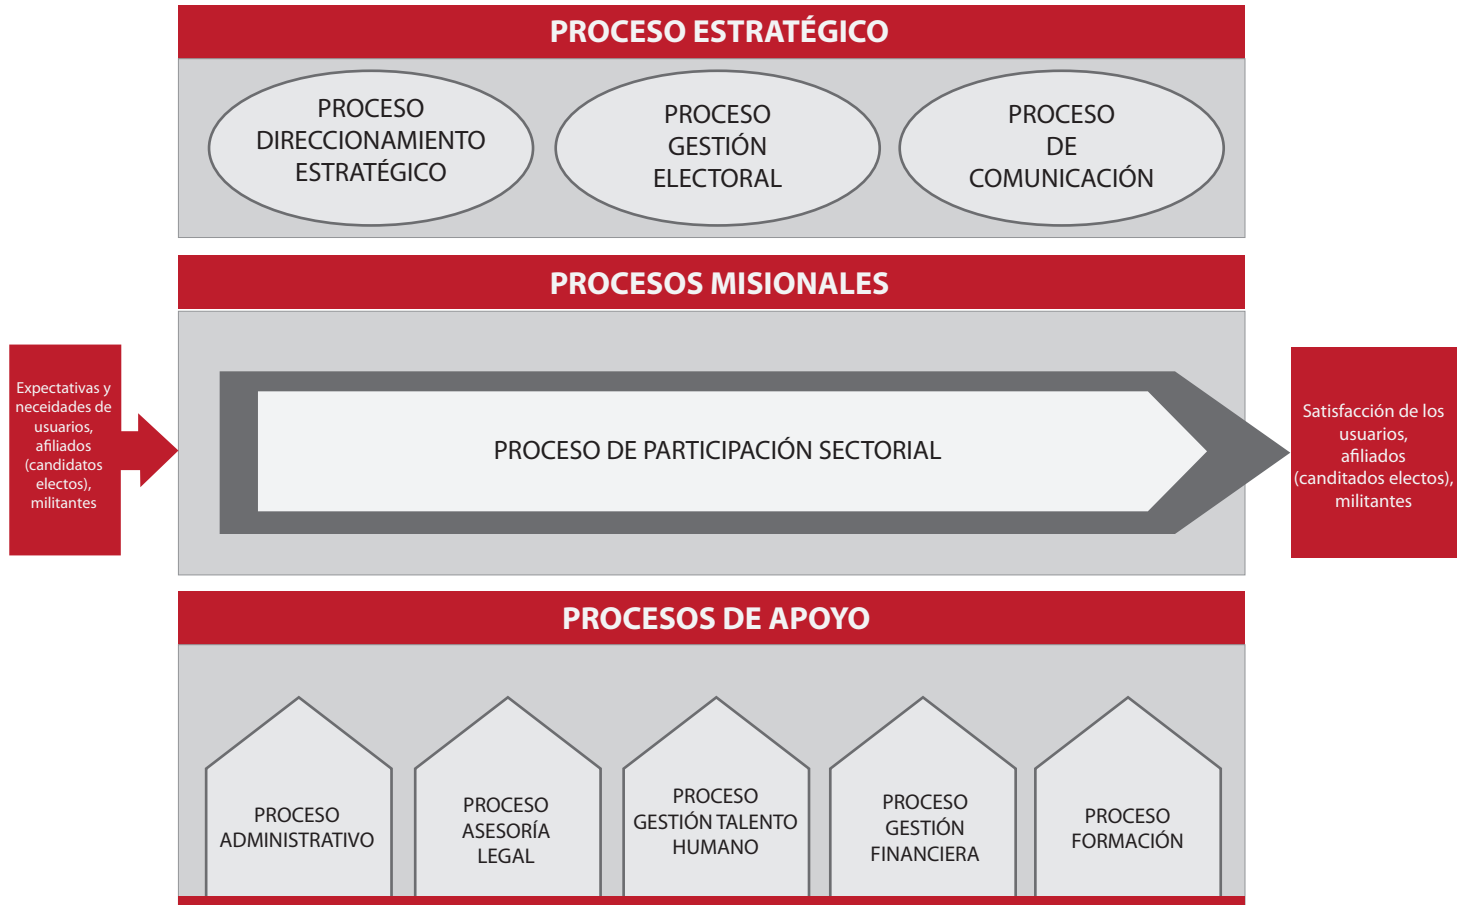 PROCESO ESTRATÉGICO
PROCESO
DIRECCIONAMIENTO
ESTRATÉGICO
PROCESO
GESTIÓN
ELECTORAL
PROCESO
DE
COMUNICACIÓN
PROCESOS MISIONALES
Expectativas y
neceidades de
usuarios,
afiliados
(candidatos
electos),
militantes
PROCESO DE PARTICIPACIÓN SECTORIAL
Satisfacción de los
usuarios,
afiliados
(canditados electos),
militantes
PROCESOS DE APOYO
PROCESO
ADMINISTRATIVO
PROCESO
ASESORÍA
LEGAL
PROCESO
GESTIÓN TALENTO
HUMANO
PROCESO
GESTIÓN
FINANCIERA
PROCESO
FORMACIÓN